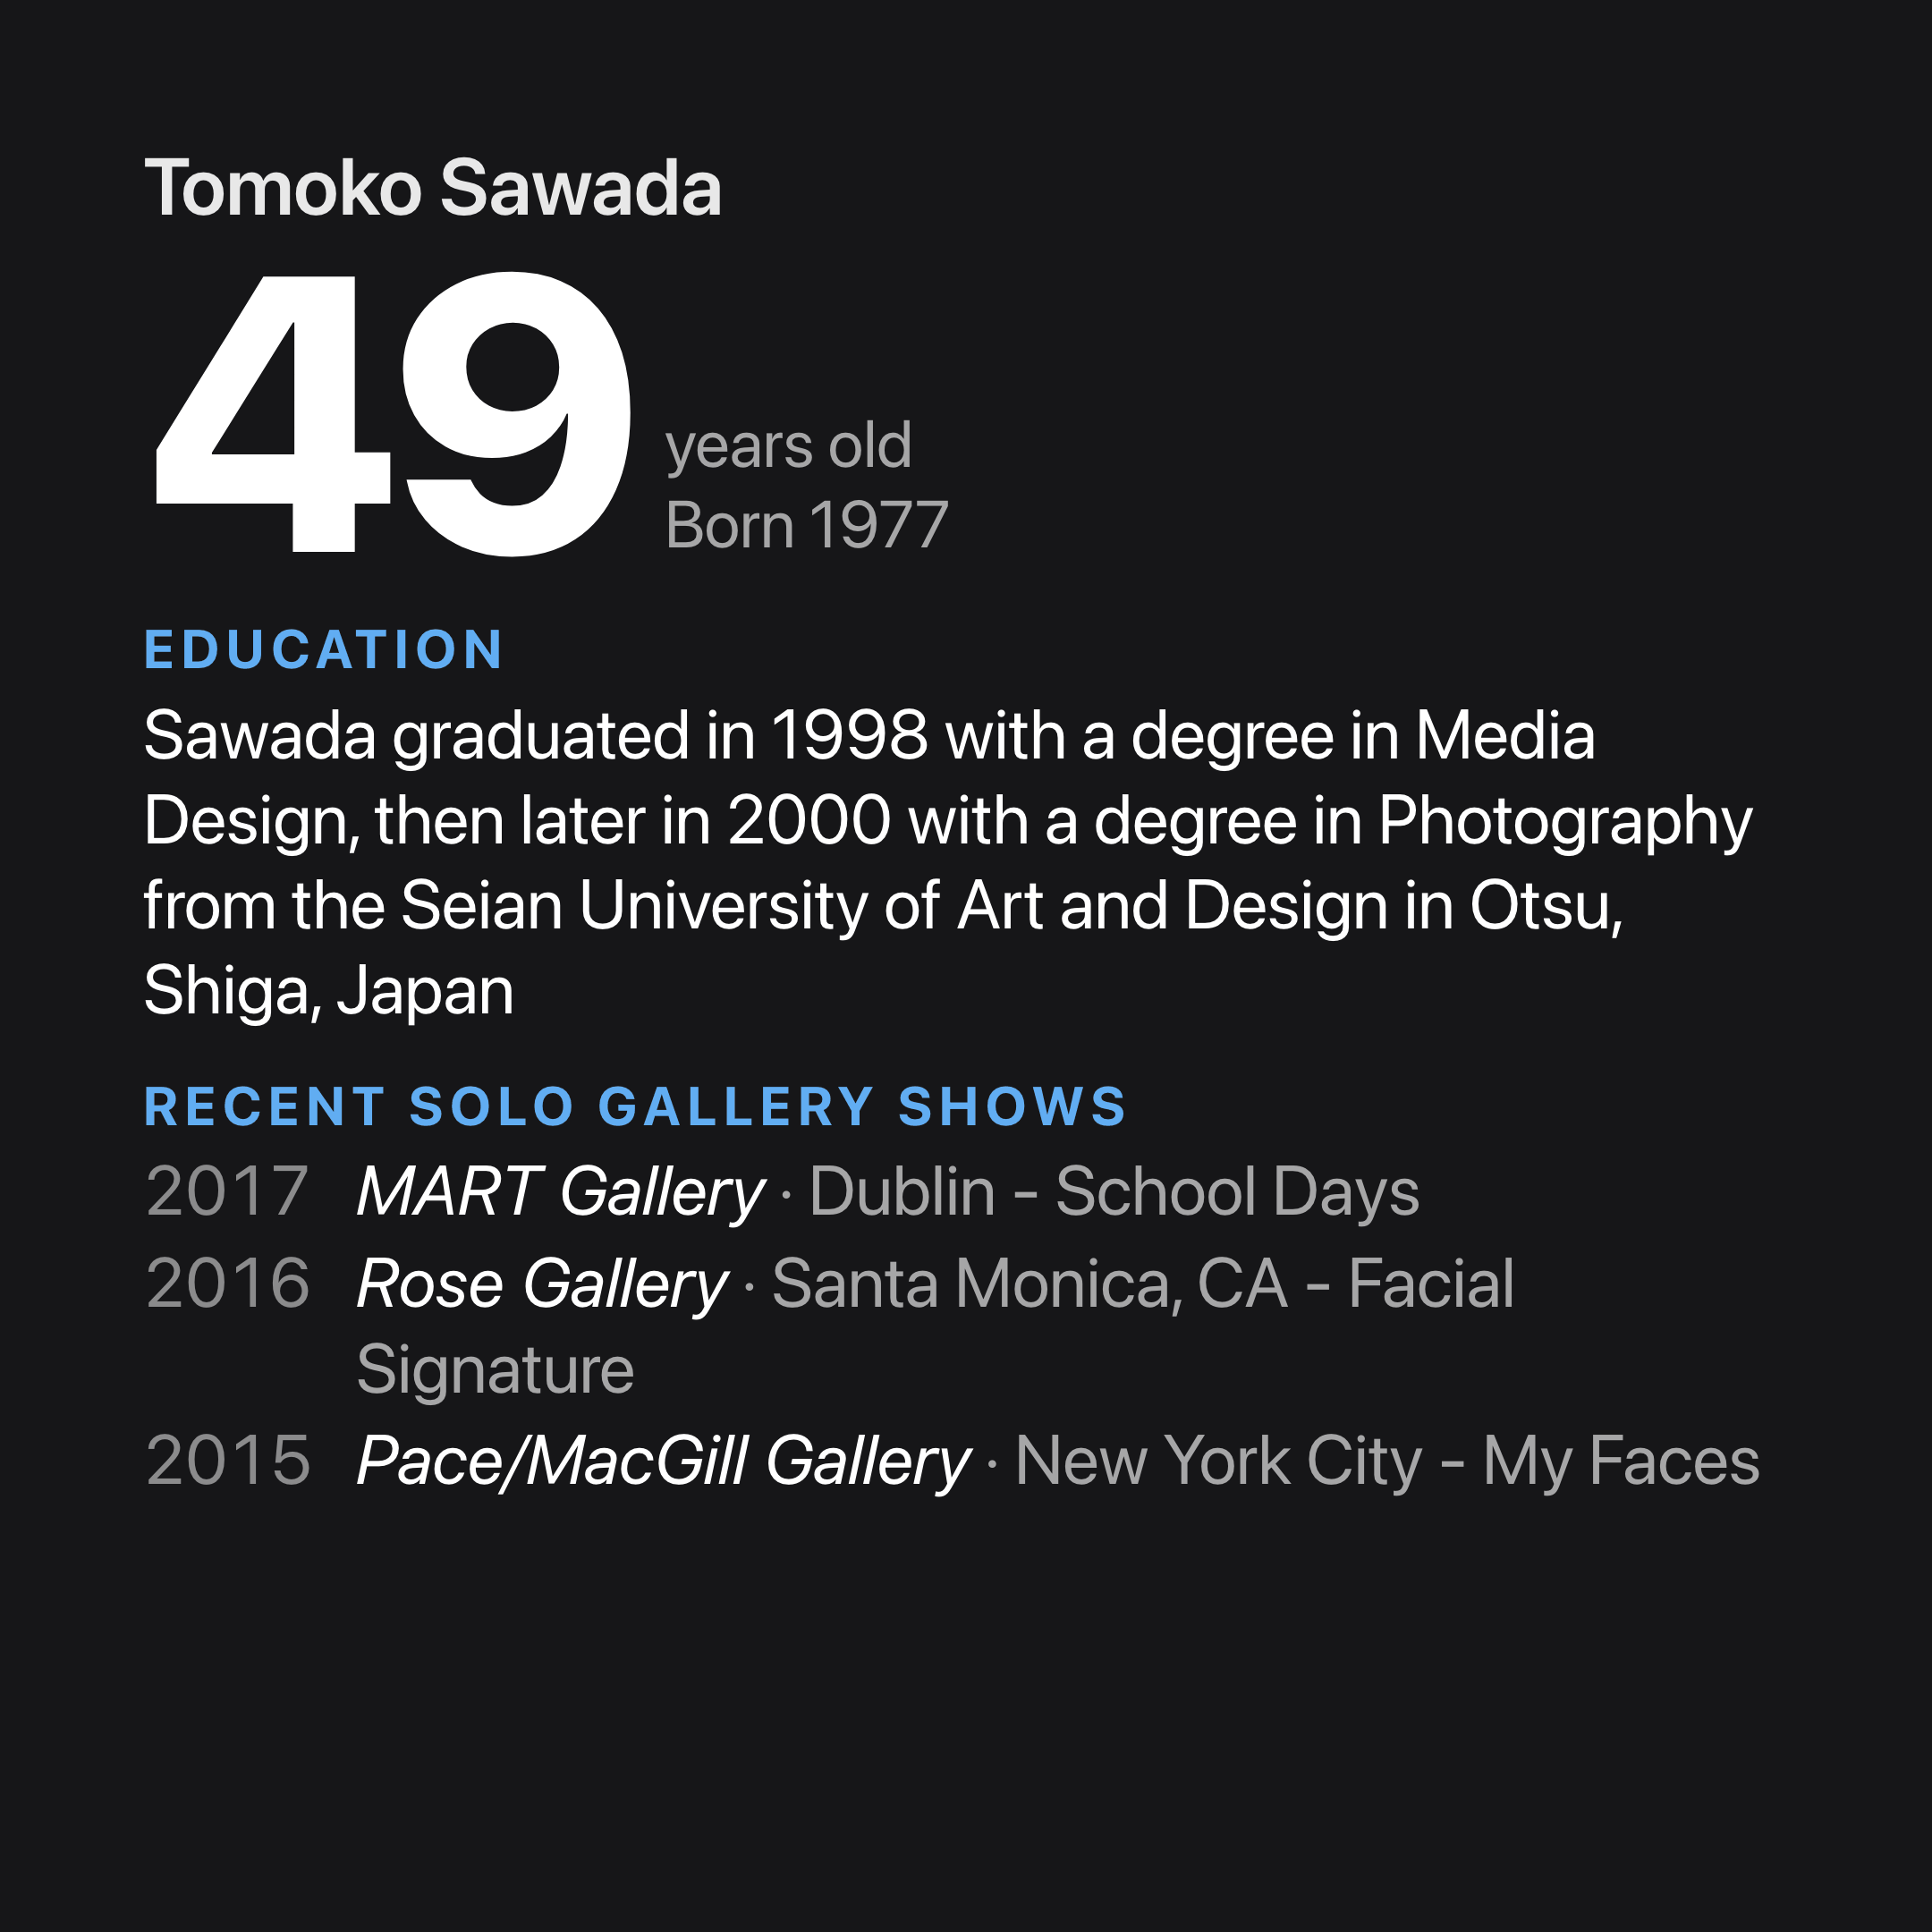 Tomoko Sawada
49
years old
Born 1977
EDUCATION
Sawada graduated in 1998 with a degree in Media
Design, then later in 2000 with a degree in Photography
from the Seian University of Art and Design in Otsu,
Shiga, Japan
RECENT SOLO GALLERY SHOWS
2017 MART Gallery · Dublin - School Days
2016 Rose Gallery · Santa Monica, CA - Facial
Signature
2015 Pace/MacGill Gallery · New York City - My Faces